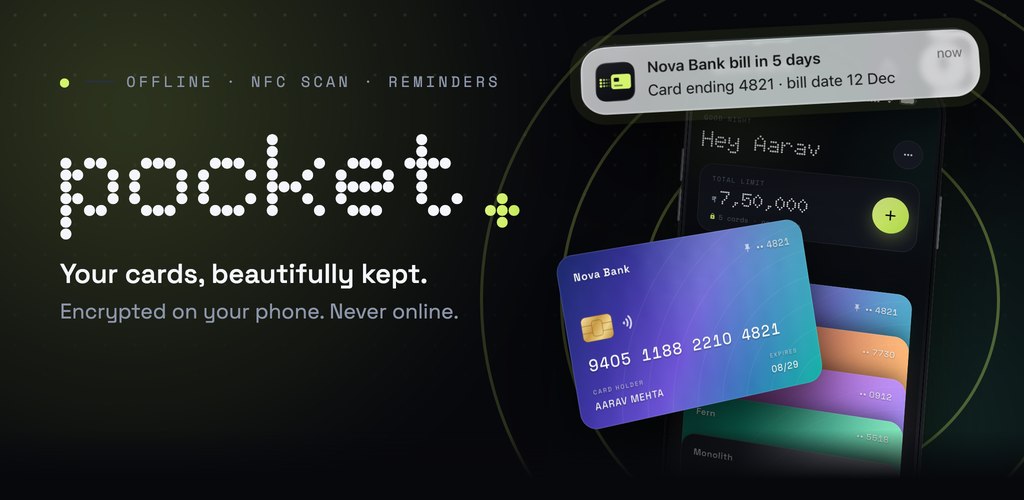 OFFLINE · NFC SCAN · REMINDERS
pocket
Your cards, beautifully kept.
Encrypted on your phone. Never online.
Nova Bank bill in 5 days
now
Card ending 4821 · bill date 12 Dec
GOOD NIGHT
Hey Aarav
TOTAL LIMIT
₹7,50,000
5 cards
Nova Bank
•• 4821
9405 1188 2210 4821
EXPIRES
08/29
CARD HOLDER
AARAV MEHTA
•• 4821
•• 7730
•• 0912
Fern
•• 5518
Monolith